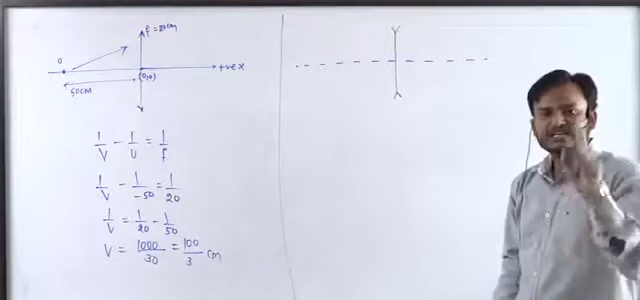 f = 20cm
O
+ve x
(0,0)
50cm
1/V - 1/U = 1/f
1/V - 1/-50 = 1/20
1/V = 1/20 - 1/50
V = 1000/30 = 100/3 cm